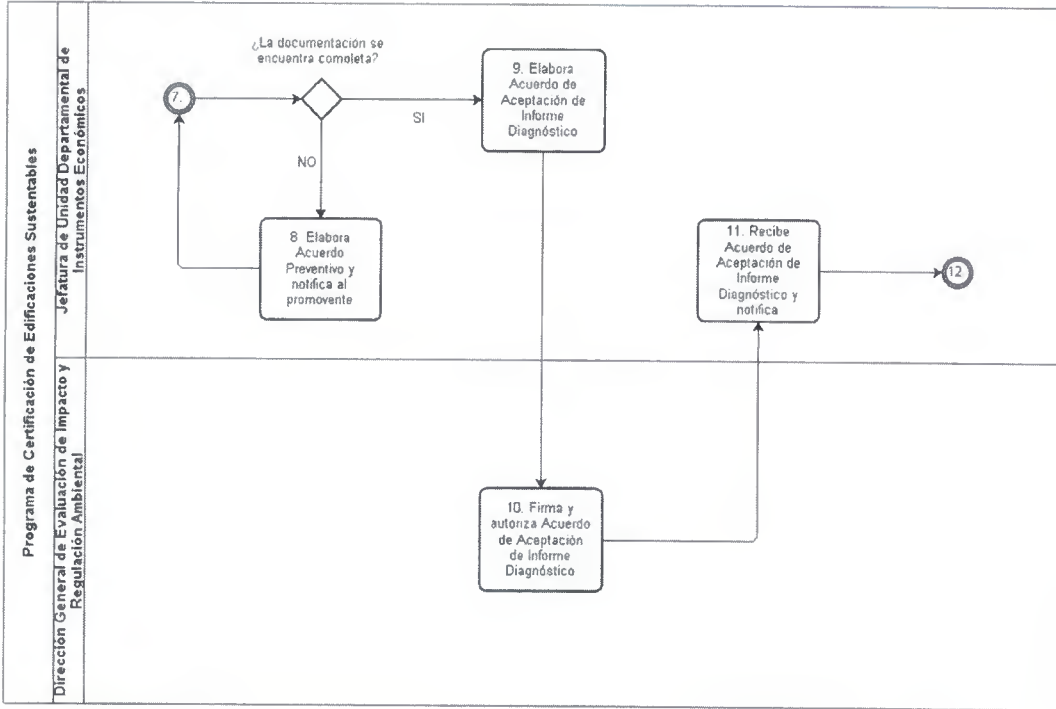 Programa de Certificación de Edificaciones Sustentables
Jefatura de Unidad Departamental de
Instrumentos Económicos
¿La documentación se
encuentra completa?
7.
SI
NO
8 Elabora
Acuerdo
Preventivo y
notifica al
promovente
9. Elabora
Acuerdo de
Aceptación de
Informe
Diagnóstico
11. Recibe
Acuerdo de
Aceptación de
Informe
Diagnóstico y
notifica
12
Dirección General de Evaluación de Impacto y
Regulación Ambiental
10. Firma y
autoriza Acuerdo
de Aceptación
de Informe
Diagnóstico